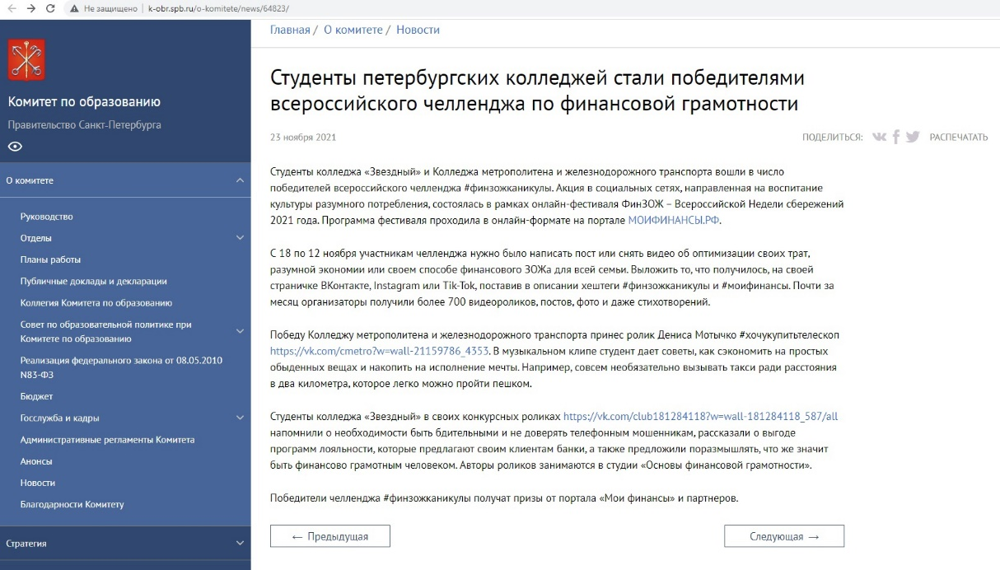 Не защищено | k-obr.spb.ru/o-komitete/news/64823/
Комитет по образованию
Правительство Санкт-Петербурга
О комитете
Руководство
Отделы
Планы работы
Публичные доклады и декларации
Коллегия Комитета по образованию
Совет по образовательной политике при
Комитете по образованию
Реализация федерального закона от 08.05.2010
N83-ФЗ
Бюджет
Госслужба и кадры
Административные регламенты Комитета
Анонсы
Новости
Благодарности Комитету
Стратегия
Главная / О комитете / Новости
Студенты петербургских колледжей стали победителями
всероссийского челленджа по финансовой грамотности
23 ноября 2021
ПОДЕЛИТЬСЯ: РАСПЕЧАТАТЬ
Студенты колледжа «Звездный» и Колледжа метрополитена и железнодорожного транспорта вошли в число
победителей всероссийского челленджа #финзожканикулы. Акция в социальных сетях, направленная на воспитание
культуры разумного потребления, состоялась в рамках онлайн-фестиваля ФинЗОЖ – Всероссийской Недели сбережений
2021 года. Программа фестиваля проходила в онлайн-формате на портале МОИФИНАНСЫ.РФ.
С 18 по 12 ноября участникам челленджа нужно было написать пост или снять видео об оптимизации своих трат,
разумной экономии или своем способе финансового ЗОЖа для всей семьи. Выложить то, что получилось, на своей
страничке ВКонтакте, Instagram или Tik-Tok, поставив в описании хештеги #финзожканикулы и #моифинансы. Почти за
месяц организаторы получили более 700 видеороликов, постов, фото и даже стихотворений.
Победу Колледжу метрополитена и железнодорожного транспорта принес ролик Дениса Мотычко #хочукупитьтелескоп
https://vk.com/cmetro?w=wall-21159786_4353. В музыкальном клипе студент дает советы, как сэкономить на простых
обыденных вещах и накопить на исполнение мечты. Например, совсем необязательно вызывать такси ради расстояния
в два километра, которое легко можно пройти пешком.
Студенты колледжа «Звездный» в своих конкурсных роликах https://vk.com/club181284118?w=wall-181284118_587/all
напомнили о необходимости быть бдительными и не доверять телефонным мошенникам, рассказали о выгоде
программ лояльности, которые предлагают своим клиентам банки, а также предложили поразмышлять, что же значит
быть финансово грамотным человеком. Авторы роликов занимаются в студии «Основы финансовой грамотности».
Победители челленджа #финзожканикулы получат призы от портала «Мои финансы» и партнеров.
← Предыдущая
Следующая →